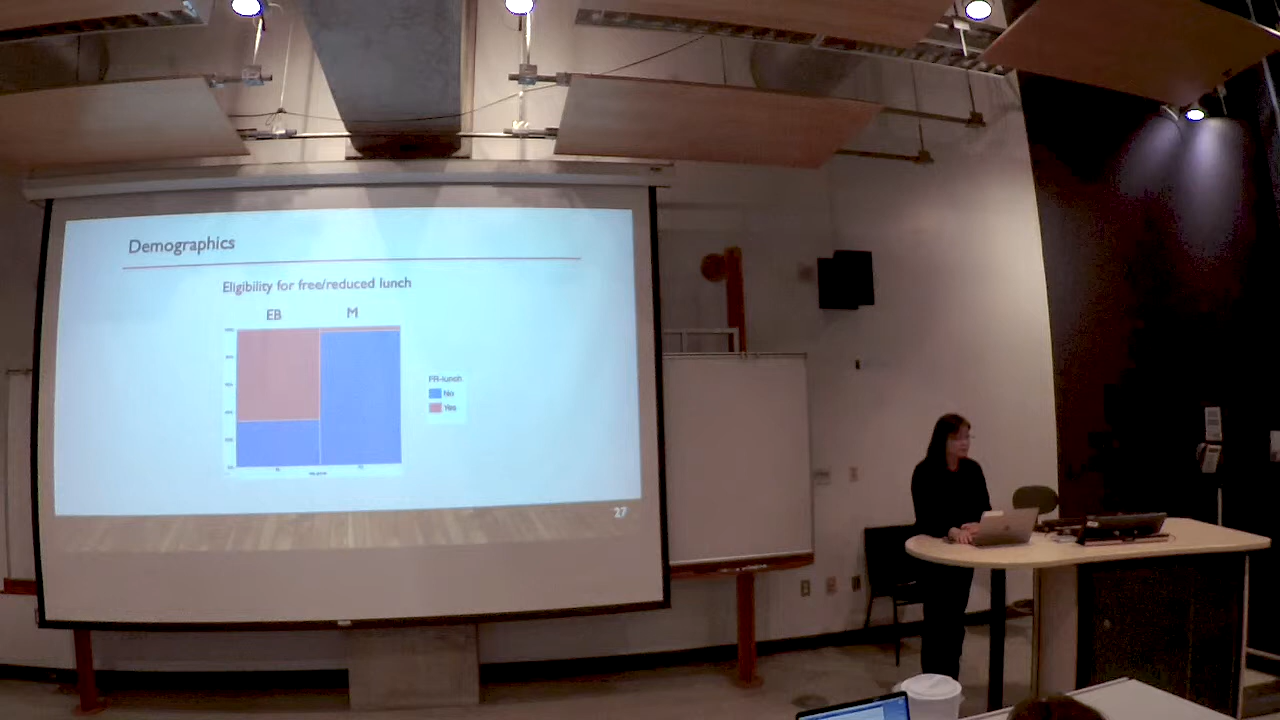 Demographics
Eligibility for free/reduced lunch
EB M
FR-lunch
No
Yes
27